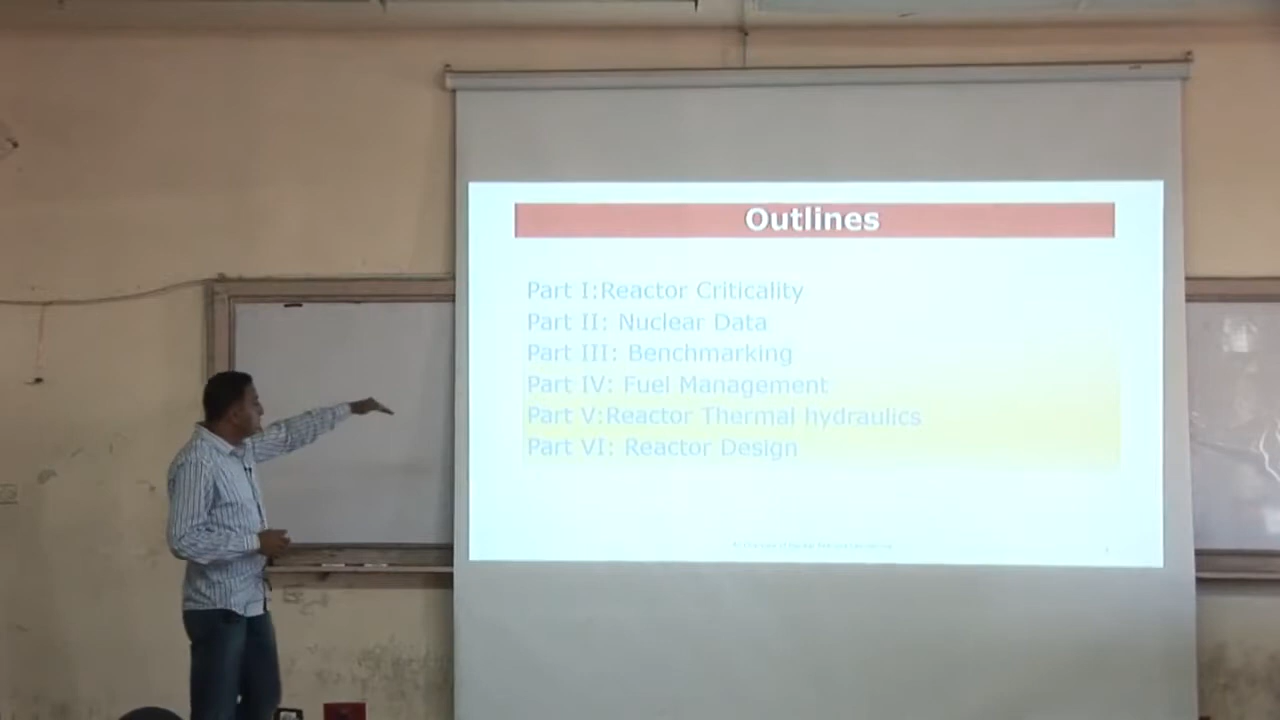 Outlines
Part I:Reactor Criticality
Part II: Nuclear Data
Part III: Benchmarking
Part IV: Fuel Management
Part V:Reactor Thermal hydraulics
Part VI: Reactor Design